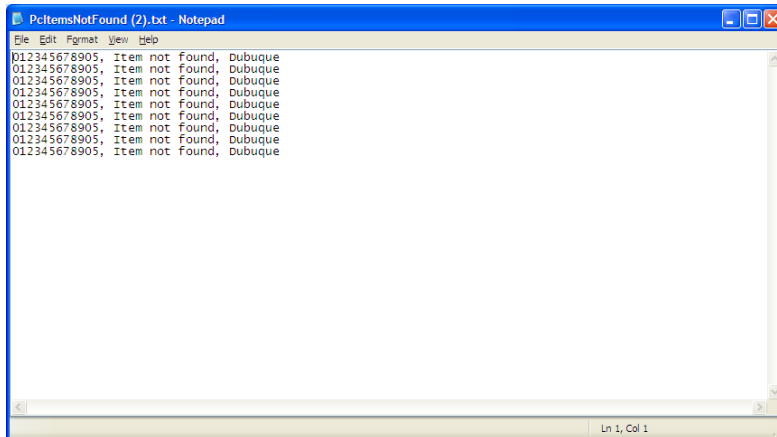 PcItemsNotFound (2).txt - Notepad
File Edit Format View Help
012345678905, Item not found, Dubuque
012345678905, Item not found, Dubuque
012345678905, Item not found, Dubuque
012345678905, Item not found, Dubuque
012345678905, Item not found, Dubuque
012345678905, Item not found, Dubuque
012345678905, Item not found, Dubuque
012345678905, Item not found, Dubuque
012345678905, Item not found, Dubuque
Ln 1, Col 1